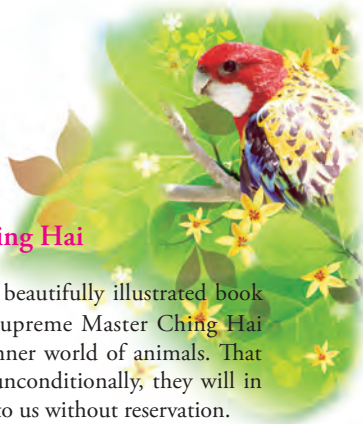 ing Hai
beautifully illustrated book
upreme Master Ching Hai
nner world of animals. That
unconditionally, they will in
to us without reservation.